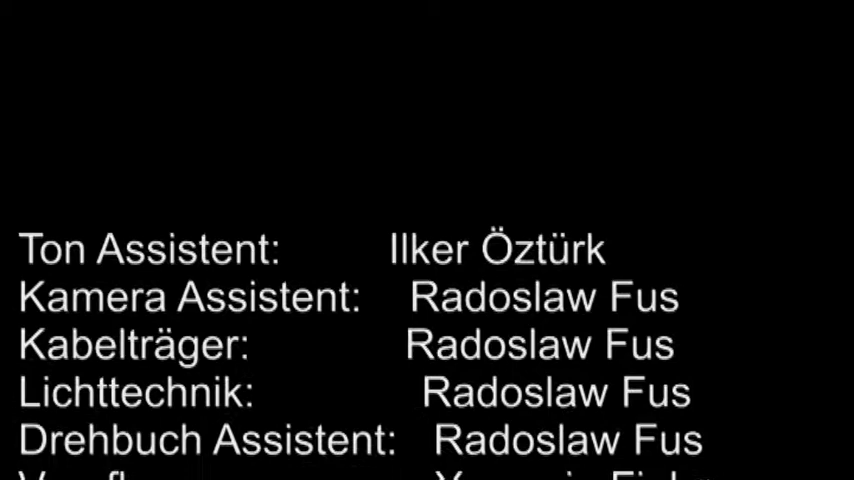 Ton Assistent: Ilker Öztürk
Kamera Assistent: Radoslaw Fus
Kabelträger: Radoslaw Fus
Lichttechnik: Radoslaw Fus
Drehbuch Assistent: Radoslaw Fus